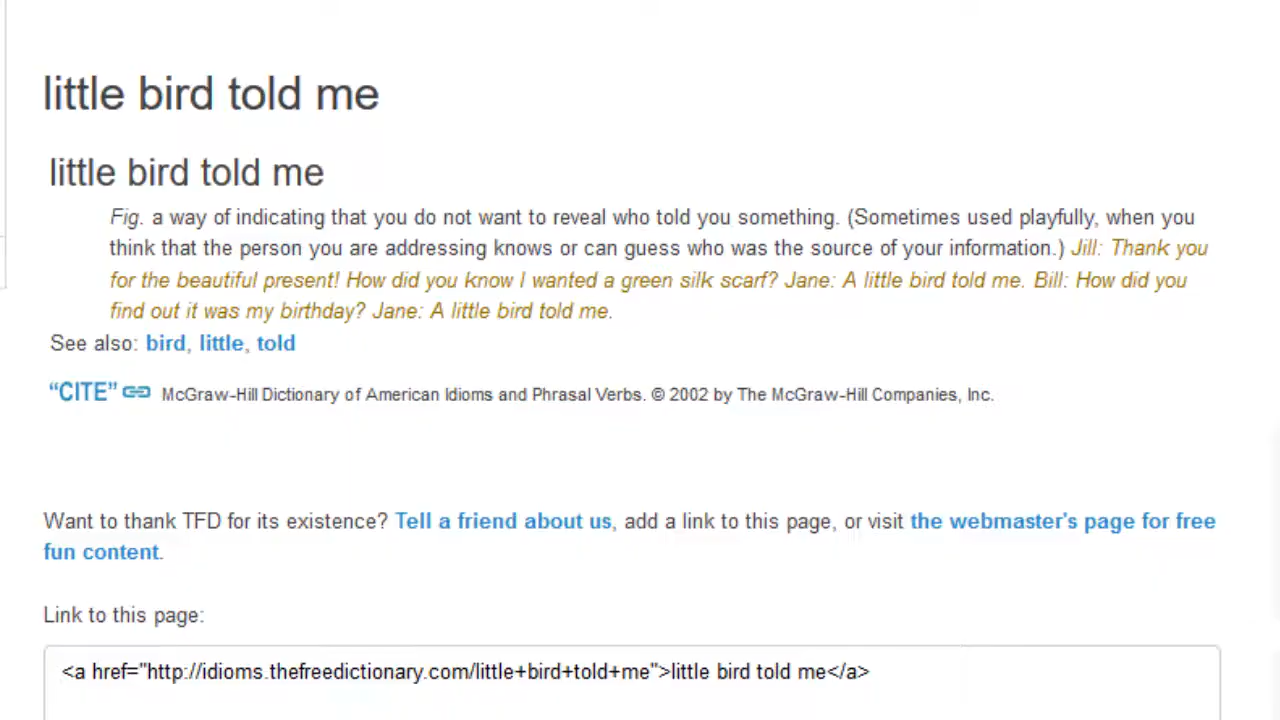 little bird told me
little bird told me
Fig. a way of indicating that you do not want to reveal who told you something. (Sometimes used playfully, when you
think that the person you are addressing knows or can guess who was the source of your information.) Jill: Thank you
for the beautiful present! How did you know I wanted a green silk scarf? Jane: A little bird told me. Bill: How did you
find out it was my birthday? Jane: A little bird told me.
See also: bird, little, told
“CITE” McGraw-Hill Dictionary of American Idioms and Phrasal Verbs. © 2002 by The McGraw-Hill Companies, Inc.
Want to thank TFD for its existence? Tell a friend about us, add a link to this page, or visit the webmaster's page for free
fun content.
Link to this page:
<a href="http://idioms.thefreedictionary.com/little+bird+told+me">little bird told me</a>